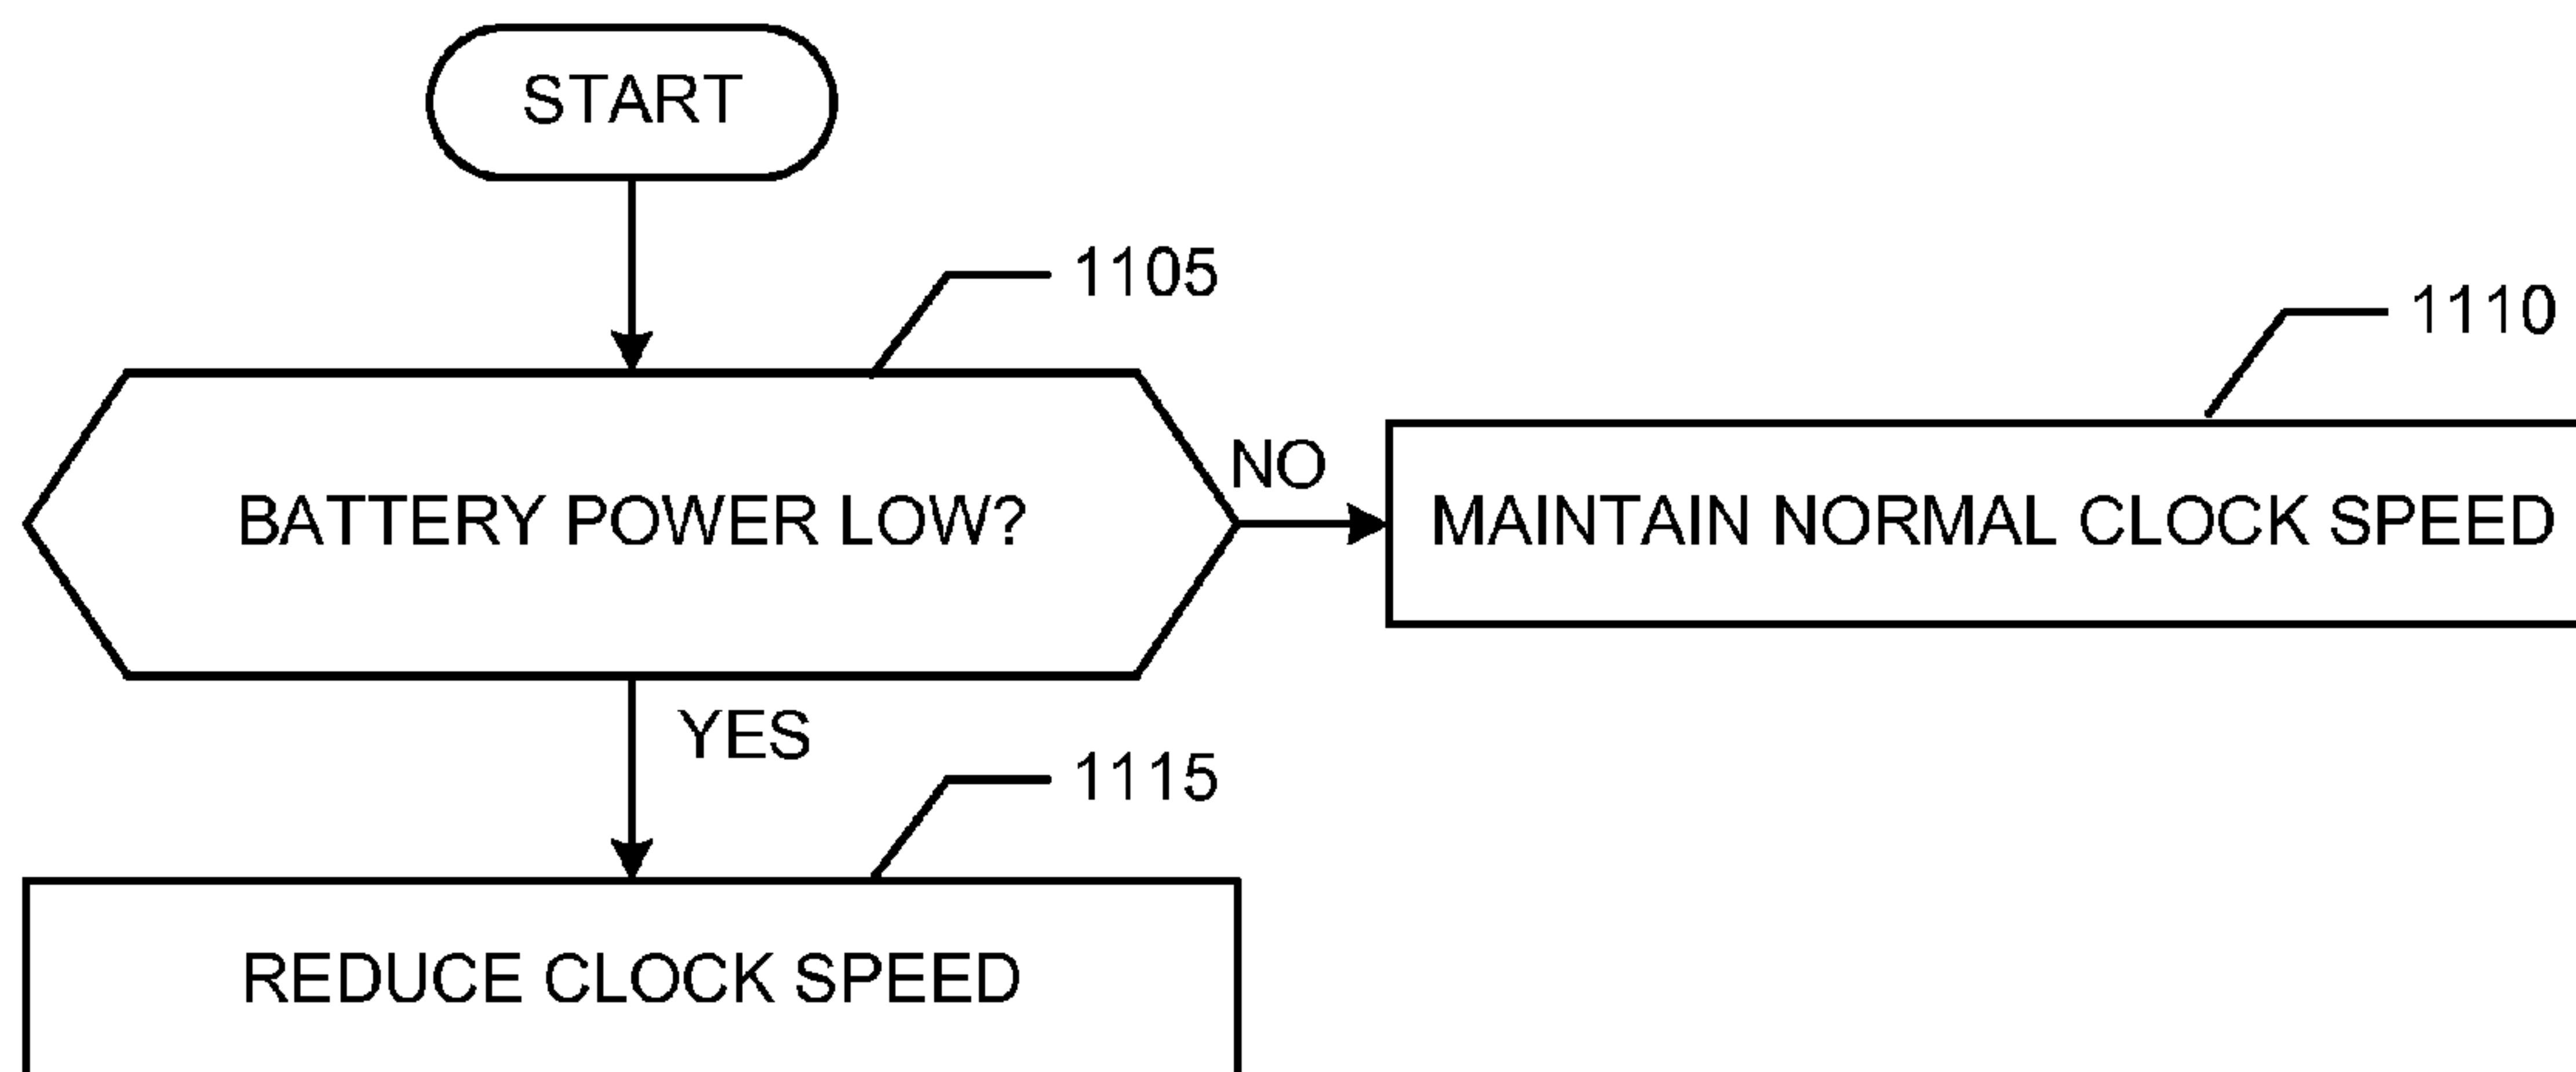 START
1105
1110
BATTERY POWER LOW?
NO
MAINTAIN NORMAL CLOCK SPEED
YES
1115
REDUCE CLOCK SPEED